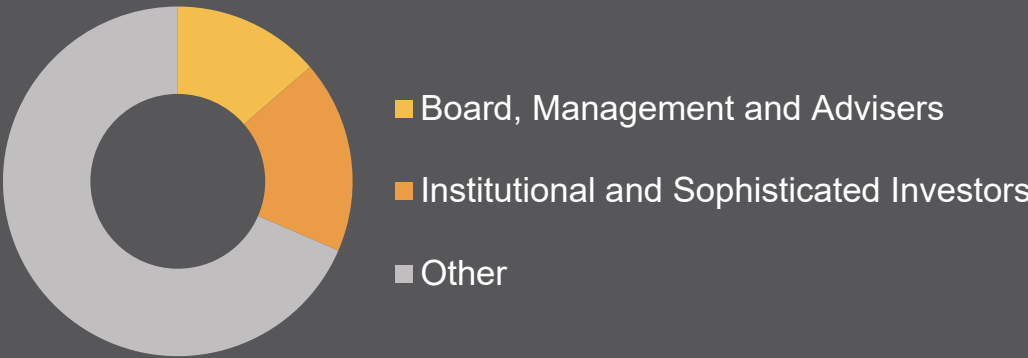 Board, Management and Advisers
Institutional and Sophisticated Investors
Other